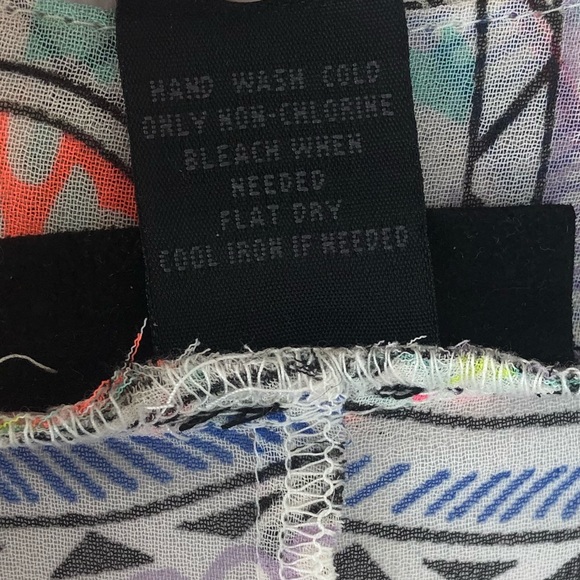 HAND WASH COLD
ONLY NON-CHLORINE
BLEACH WHEN
NEEDED
FLAT DRY
COOL IRON IF NEEDED